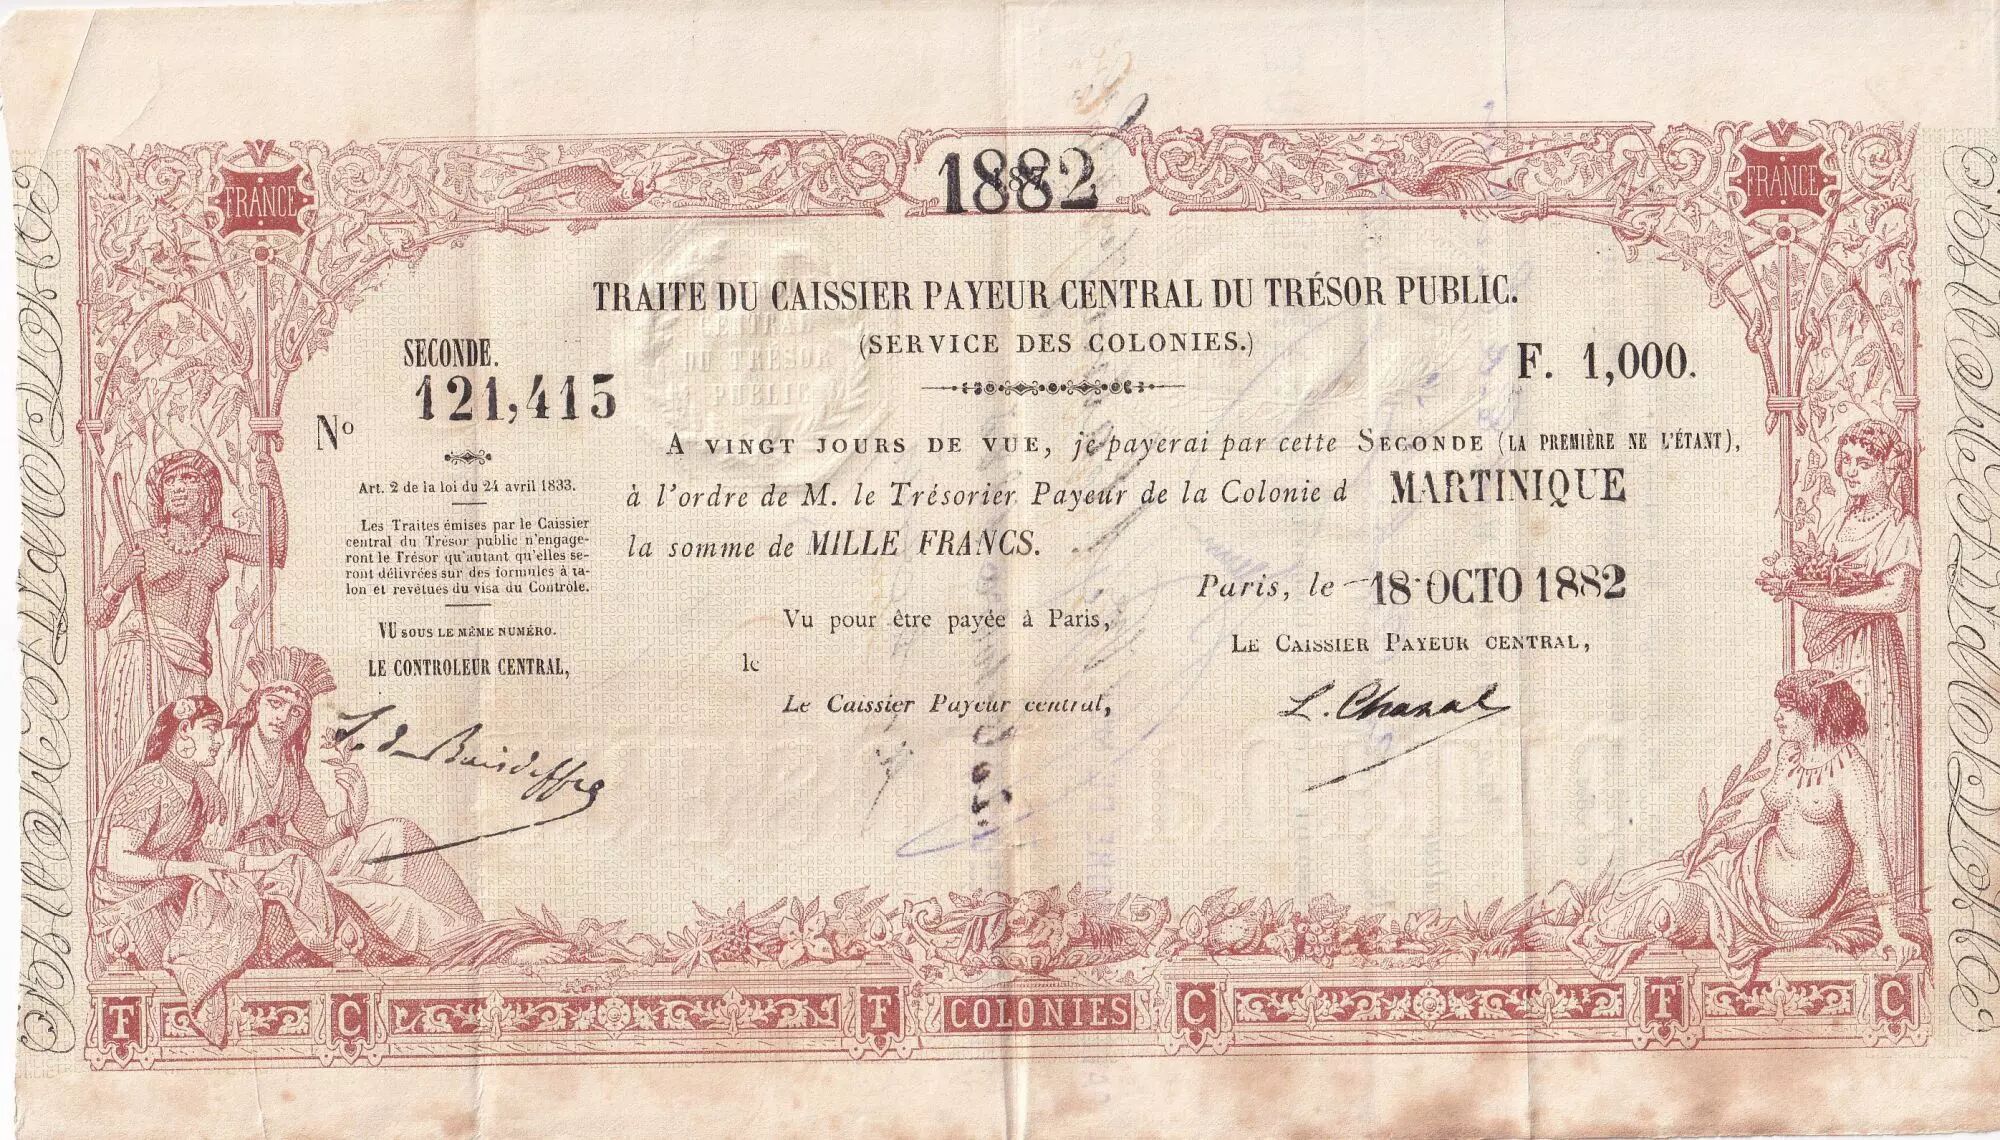 1882
187
FRANCE
FRANCE
TRAITE DU CAISSIER PAYEUR CENTRAL DU TRÉSOR PUBLIC.
(SERVICE DES COLONIES.)
CENTRAL
DU TRÉSOR
PUBLIC
SECONDE.
F. 1,000.
No 121,415
A VINGT JOURS DE VUE, je payerai par cette SECONDE (LA PREMIÈRE NE L'ÉTANT),
à l'ordre de M. le Trésorier Payeur de la Colonie d MARTINIQUE
la somme de MILLE FRANCS.
Art. 2 de la loi du 24 avril 1833.
Les Traites émises par le Caissier
central du Trésor public n'engage-
ront le Trésor qu'autant qu'elles se-
ront délivrées sur des formules à ta-
lon et revêtues du visa du Contrôle.
Paris, le 18 OCTO 1882
VU SOUS LE MÊME NUMÉRO.
LE CONTROLEUR CENTRAL,
Vu pour être payée à Paris,
le
Le Caissier Payeur central,
LE CAISSIER PAYEUR CENTRAL,
L. Chanal
T C F COLONIES C T C